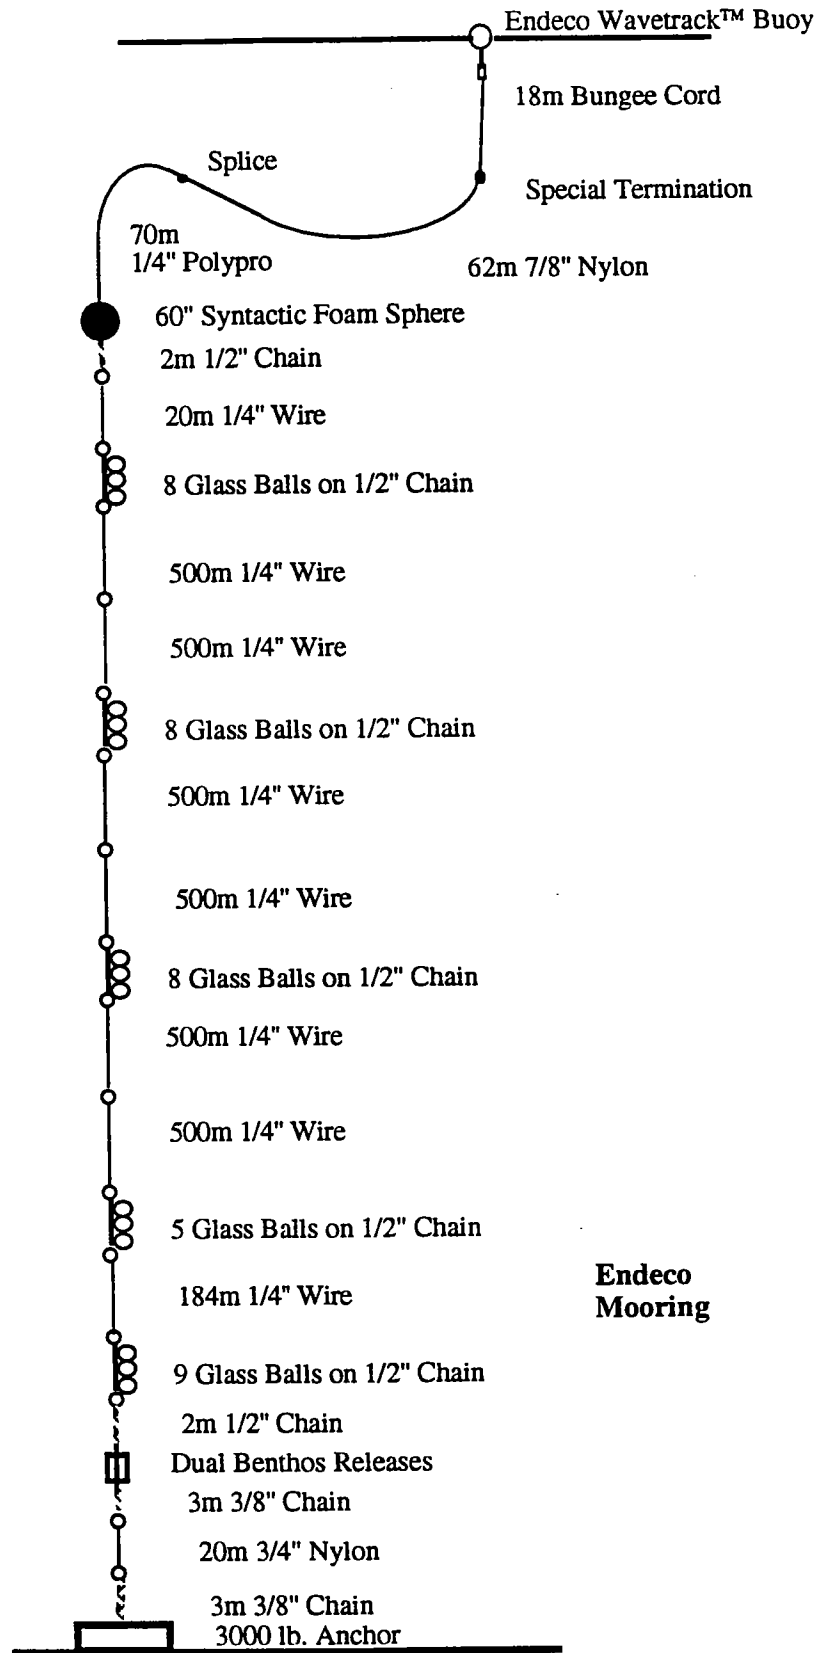 Endeco Wavetrack™ Buoy
18m Bungee Cord
Splice
Special Termination
70m
1/4" Polypro
62m 7/8" Nylon
60" Syntactic Foam Sphere
2m 1/2" Chain
20m 1/4" Wire
8 Glass Balls on 1/2" Chain
500m 1/4" Wire
500m 1/4" Wire
8 Glass Balls on 1/2" Chain
500m 1/4" Wire
500m 1/4" Wire
8 Glass Balls on 1/2" Chain
500m 1/4" Wire
500m 1/4" Wire
5 Glass Balls on 1/2" Chain
Endeco
Mooring
184m 1/4" Wire
9 Glass Balls on 1/2" Chain
2m 1/2" Chain
Dual Benthos Releases
3m 3/8" Chain
20m 3/4" Nylon
3m 3/8" Chain
3000 lb. Anchor